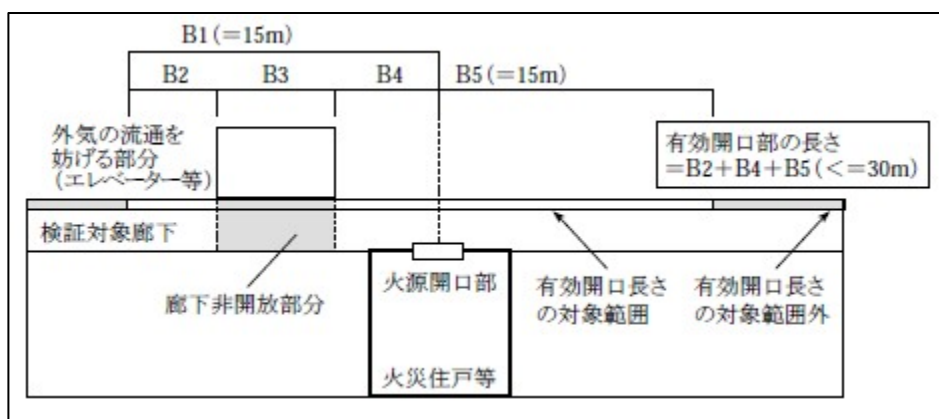 B1(=15m)
B2 B3 B4 B5(=15m)
外気の流通を
妨げる部分
(エレベーター等)
有効開口部の長さ
=B2+B4+B5(<=30m)
検証対象廊下
廊下非開放部分
火源開口部
有効開口長さ
の対象範囲
有効開口長さ
の対象範囲外
火災住戸等